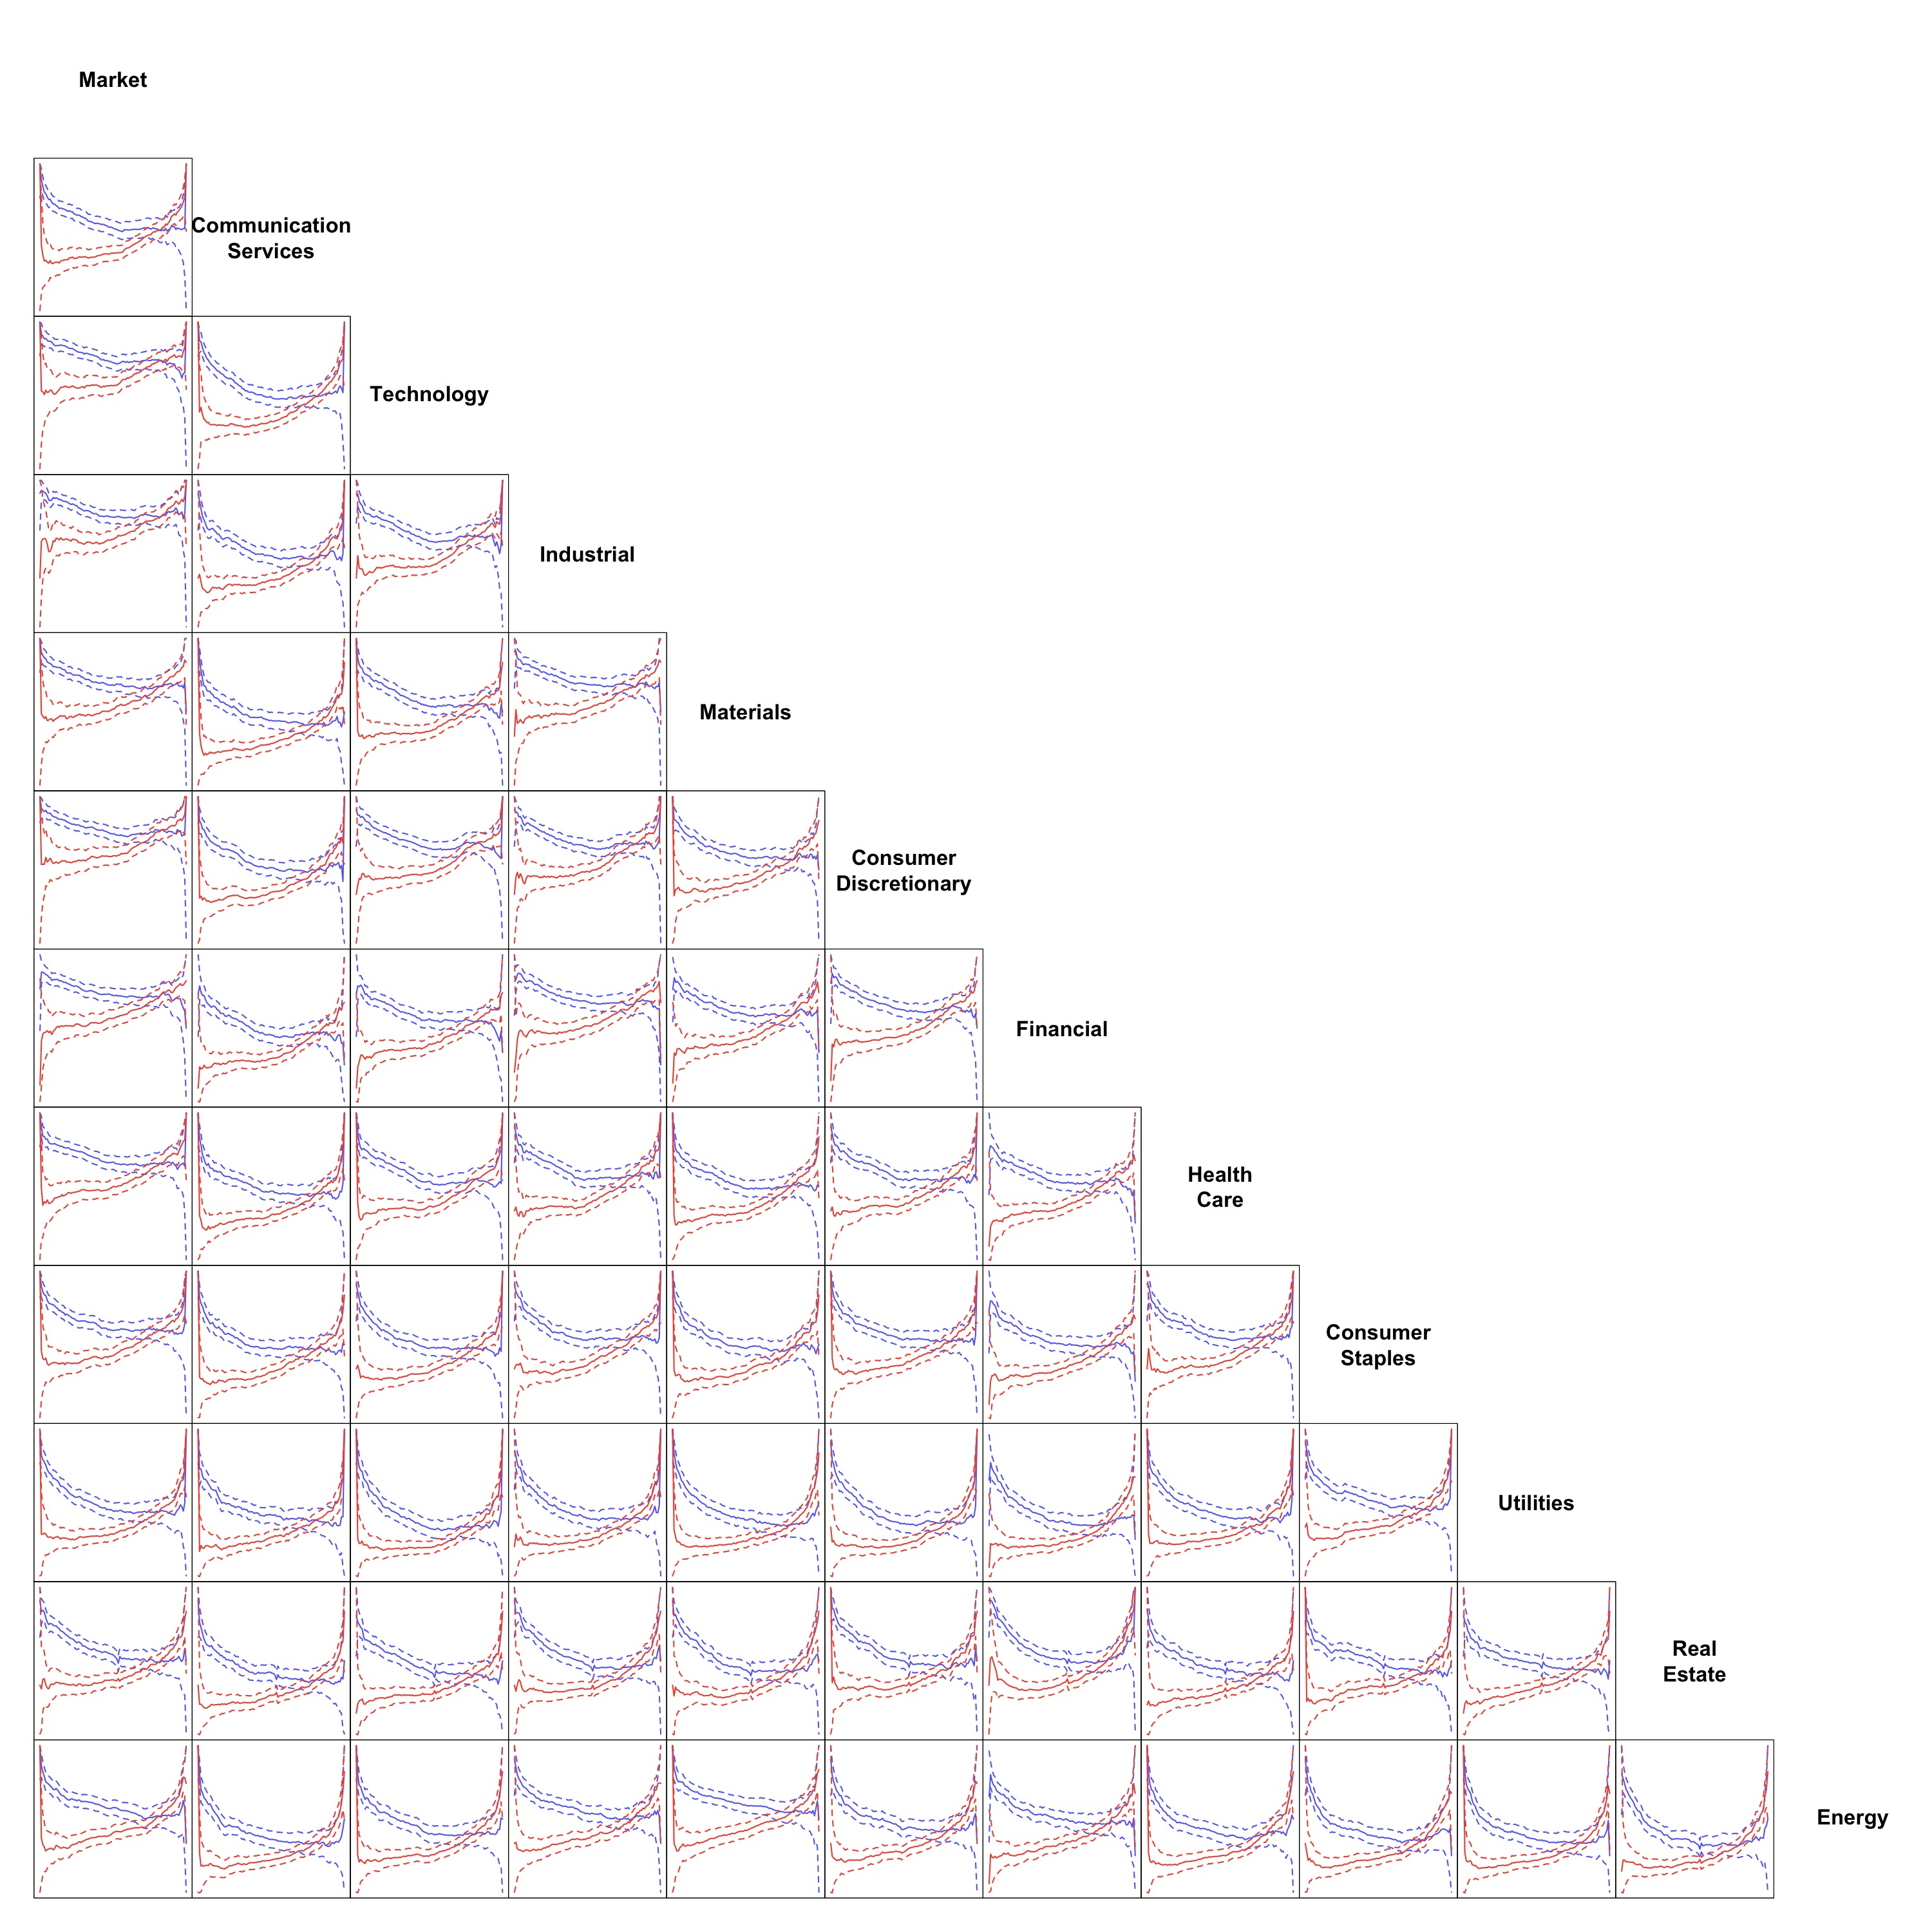 Market
Communication
Services
Technology
Industrial
Materials
Consumer
Discretionary
Financial
Health
Care
Consumer
Staples
Utilities
Real
Estate
Energy